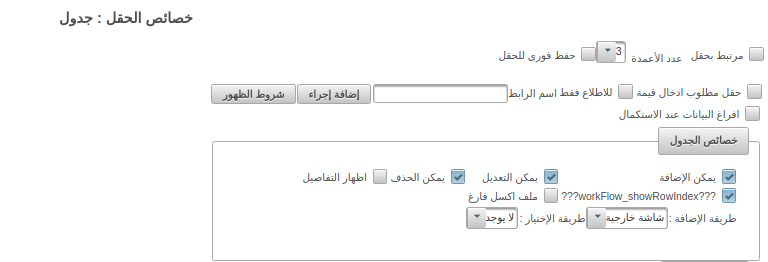 خصائص الحقل : جدول
مرتبط بحقل عدد الأعمدة 3 حفظ فورى للحقل
حقل مطلوب ادخال قيمة للاطلاع فقط اسم الرابط إضافة إجراء شروط الظهور
افراغ البيانات عند الاستكمال
خصائص الجدول
يمكن الإضافة يمكن التعديل يمكن الحذف اظهار التفاصيل
???workFlow_showRowIndex??? ملف اكسل فارغ
طريقة الإضافة : شاشة خارجية طريقة الإختيار : لا يوجد